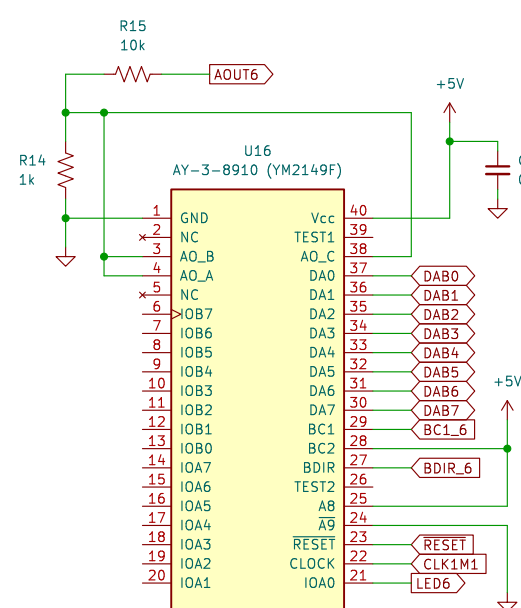 R15
10k
AOUT6
+5V
R14
1k
U16
AY-3-8910 (YM2149F)
1 GND Vcc 40
2 NC TEST1 39
3 AO_B AO_C 38
4 AO_A DA0 37 DAB0
5 NC DA1 36 DAB1
6 IOB7 DA2 35 DAB2
7 IOB6 DA3 34 DAB3
8 IOB5 DA4 33 DAB4
9 IOB4 DA5 32 DAB5
10 IOB3 DA6 31 DAB6
+5V
11 IOB2 DA7 30 DAB7
12 IOB1 BC1 29 BC1_6
13 IOB0 BC2 28
14 IOA7 BDIR 27 BDIR_6
15 IOA6 TEST2 26
16 IOA5 A8 25
17 IOA4 A9 24
18 IOA3 RESET 23 RESET
19 IOA2 CLOCK 22 CLK1M1
20 IOA1 IOA0 21 LED6